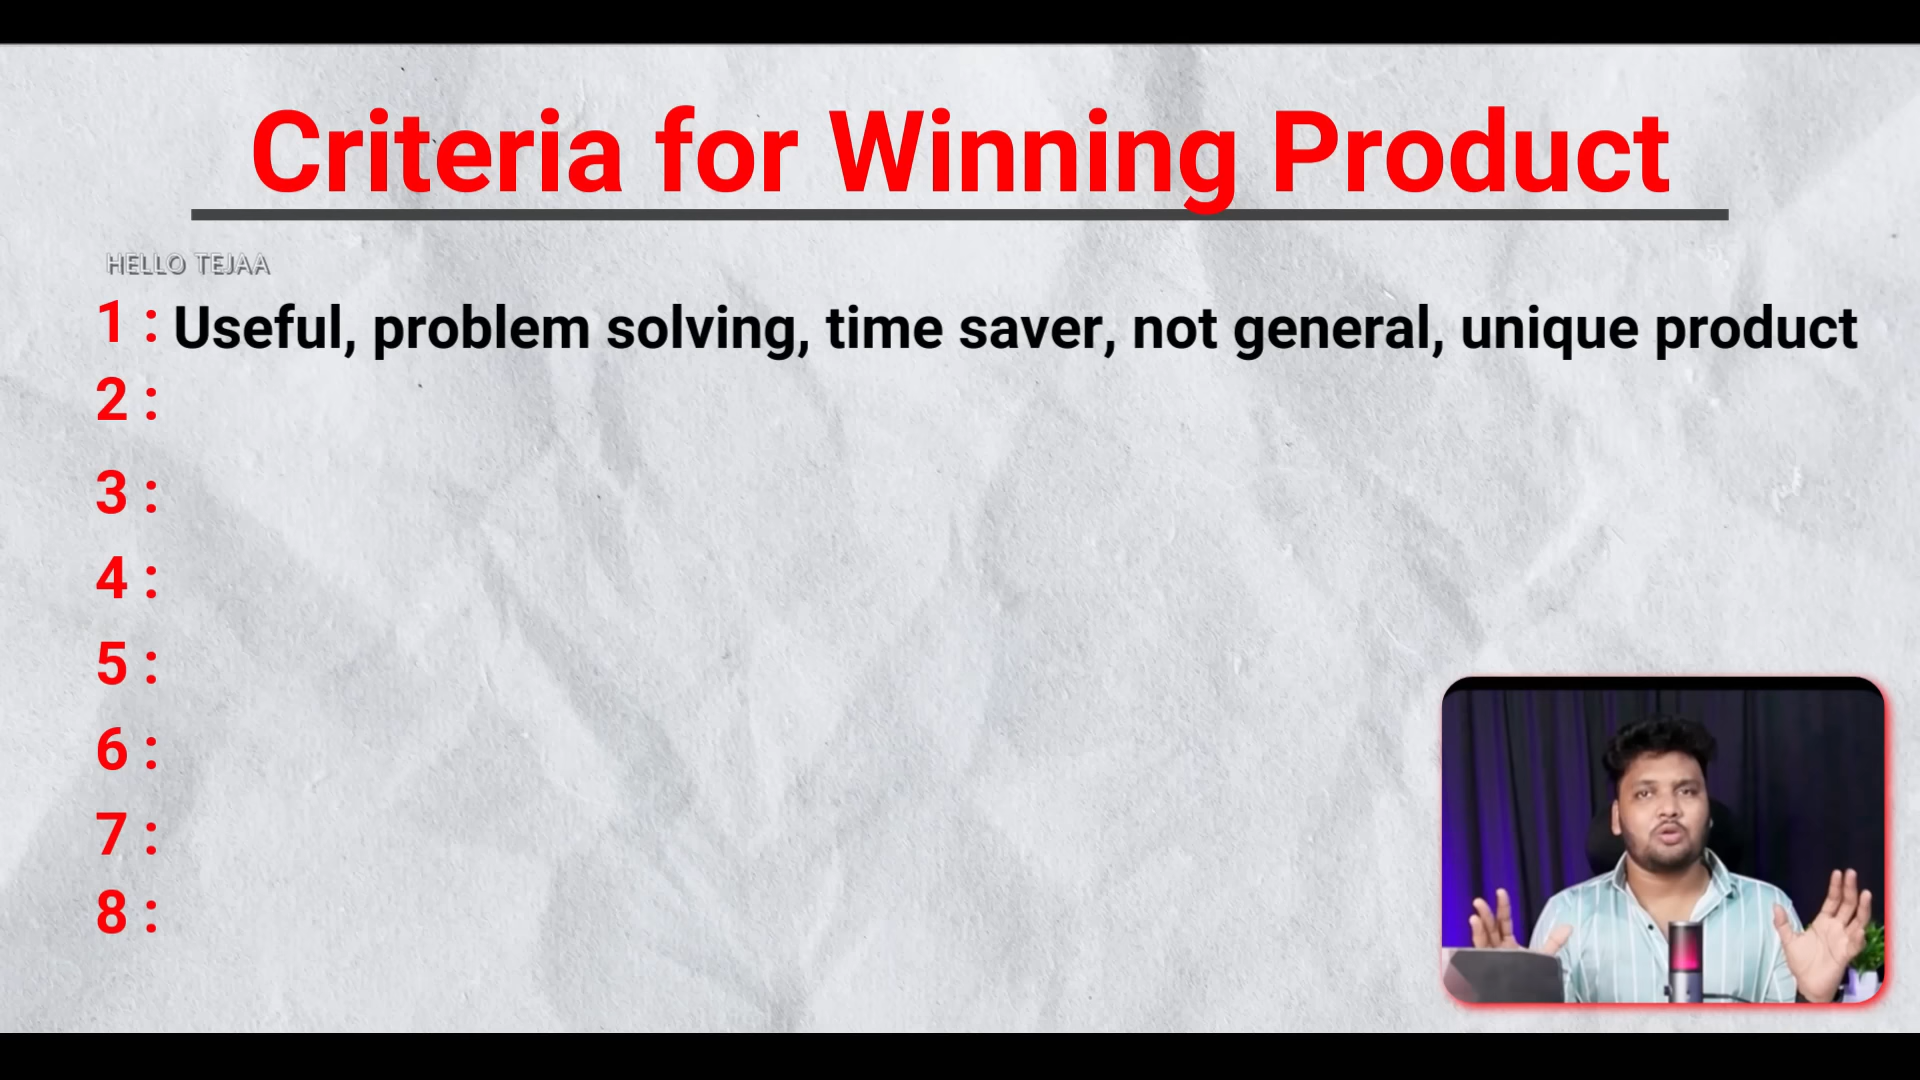 Criteria for Winning Product
HELLO TEJAA
1 : Useful, problem solving, time saver, not general, unique product
2 :
3 :
4 :
5 :
6 :
7 :
8 :